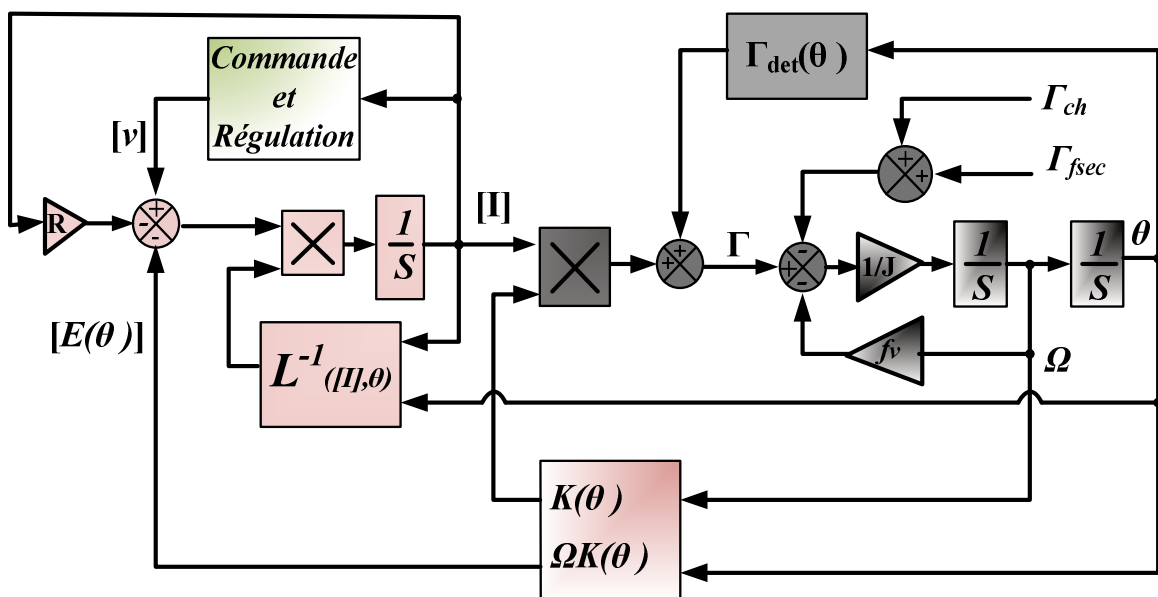 Commande
et
Régulation
Γdet(θ )
Γch
Γfsec
[v]
+
-
-
R
1
S
[I]
+
+
Γ
+
+
-
+
-
1/J
1
S
1
S
θ
fv
Ω
[E(θ )]
L-1([I],θ)
K(θ )
ΩK(θ )